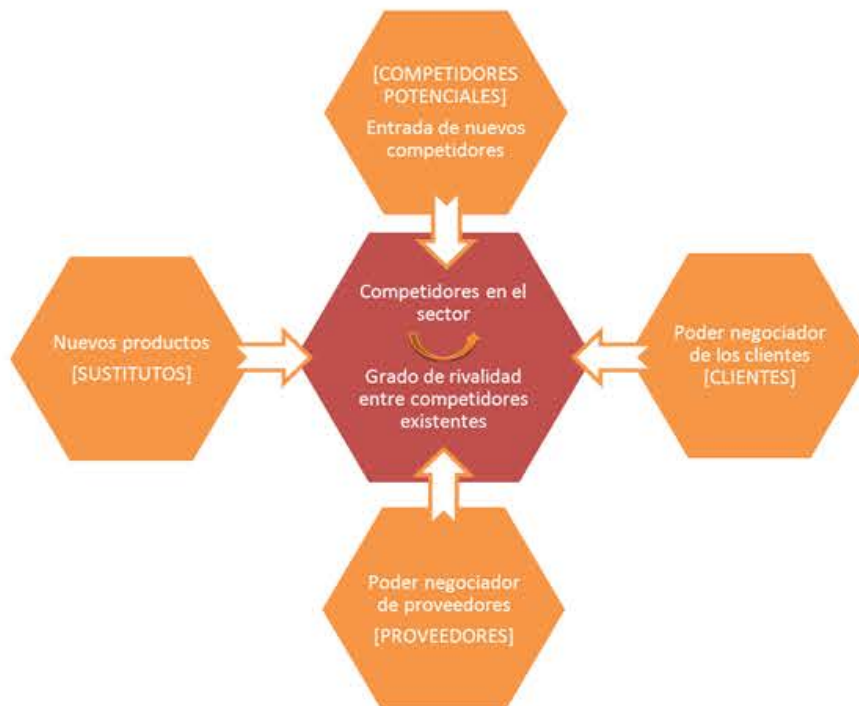 [COMPETIDORES
POTENCIALES]
Entrada de nuevos
competidores
Competidores en el
sector
Grado de rivalidad
entre competidores
existentes
Nuevos productos
[SUSTITUTOS]
Poder negociador
de los clientes
[CLIENTES]
Poder negociador
de proveedores
[PROVEEDORES]